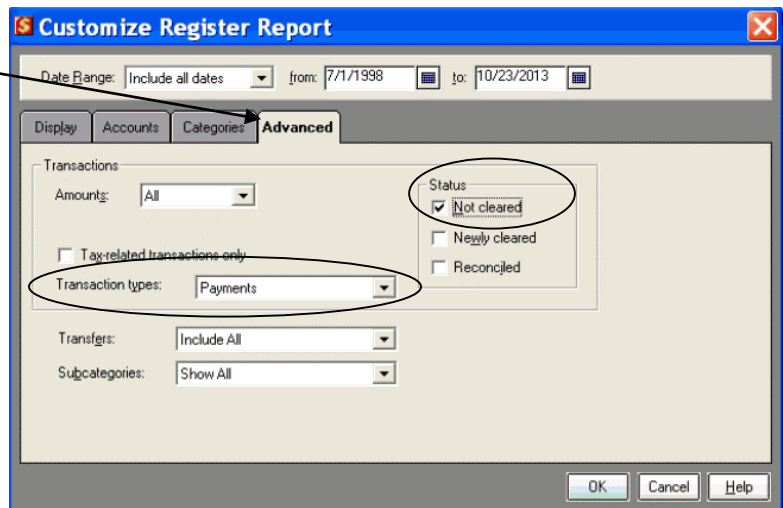 Customize Register Report
Date Range: Include all dates from: 7/1/1998 to: 10/23/2013
Display Accounts Categories Advanced
Transactions
Amounts: All
Status
Not cleared
Newly cleared
Reconciled
Tax-related transactions only
Transaction types: Payments
Transfers: Include All
Subcategories: Show All
OK Cancel Help